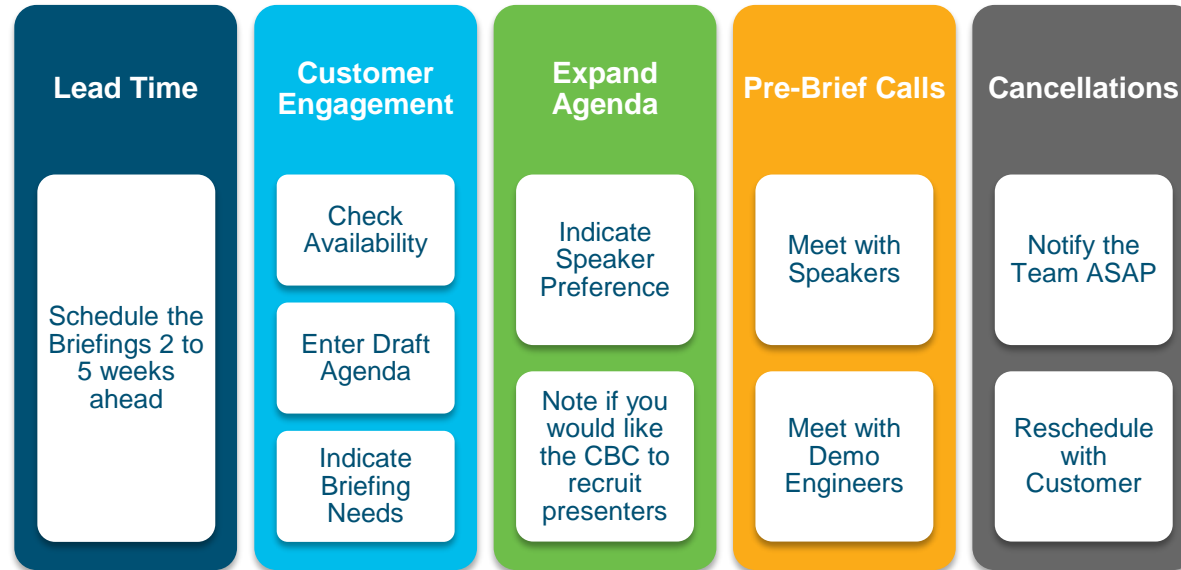 Lead Time
Schedule the
Briefings 2 to
5 weeks
ahead
Customer
Engagement
Check
Availability
Enter Draft
Agenda
Indicate
Briefing
Needs
Expand
Agenda
Indicate
Speaker
Preference
Note if you
would like
the CBC to
recruit
presenters
Pre-Brief Calls
Meet with
Speakers
Meet with
Demo
Engineers
Cancellations
Notify the
Team ASAP
Reschedule
with
Customer